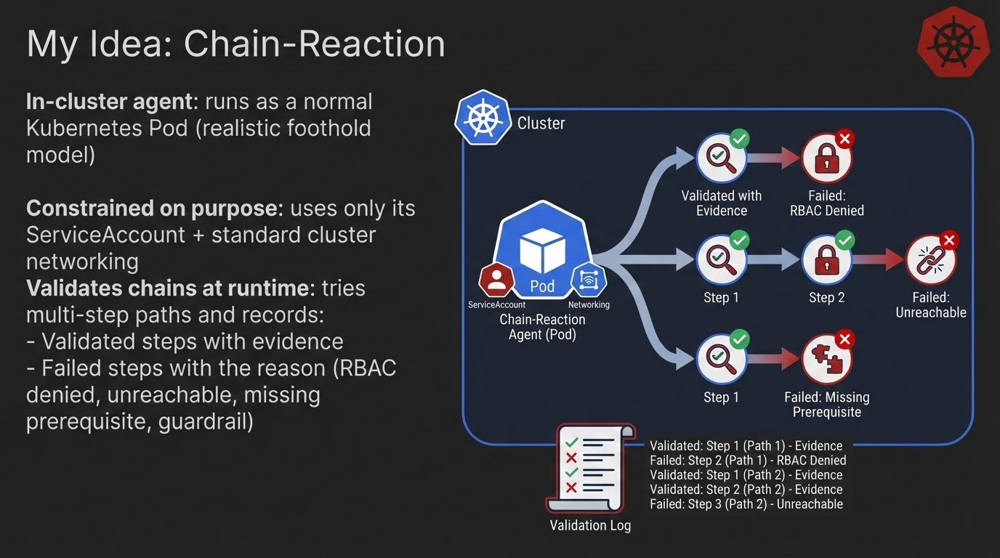 My Idea: Chain-Reaction
In-cluster agent: runs as a normal
Kubernetes Pod (realistic foothold
model)
Constrained on purpose: uses only its
ServiceAccount + standard cluster
networking
Validates chains at runtime: tries
multi-step paths and records:
- Validated steps with evidence
- Failed steps with the reason (RBAC
denied, unreachable, missing
prerequisite, guardrail)
Cluster
Pod
ServiceAccount
Networking
Chain-Reaction
Agent (Pod)
Validated with
Evidence
Failed:
RBAC Denied
Step 1
Step 2
Failed:
Unreachable
Step 1
Failed: Missing
Prerequisite
Validation Log
Validated: Step 1 (Path 1) - Evidence
Failed: Step 2 (Path 1) - RBAC Denied
Validated: Step 1 (Path 2) - Evidence
Validated: Step 2 (Path 2) - Evidence
Failed: Step 3 (Path 2) - Unreachable